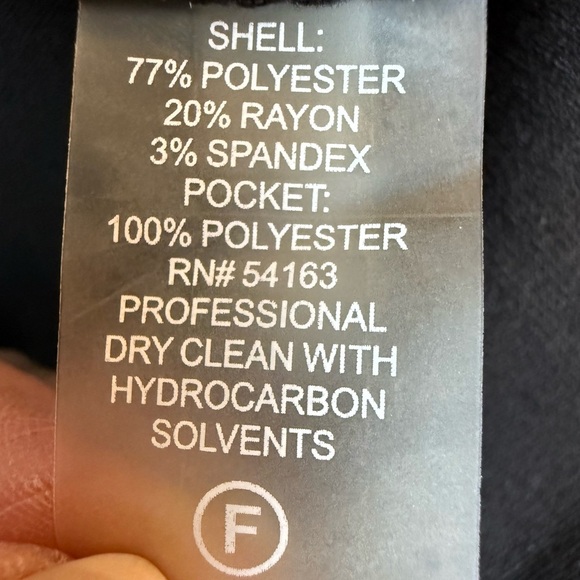 SHELL:
77% POLYESTER
20% RAYON
3% SPANDEX
POCKET:
100% POLYESTER
RN# 54163
PROFESSIONAL
DRY CLEAN WITH
HYDROCARBON
SOLVENTS
F